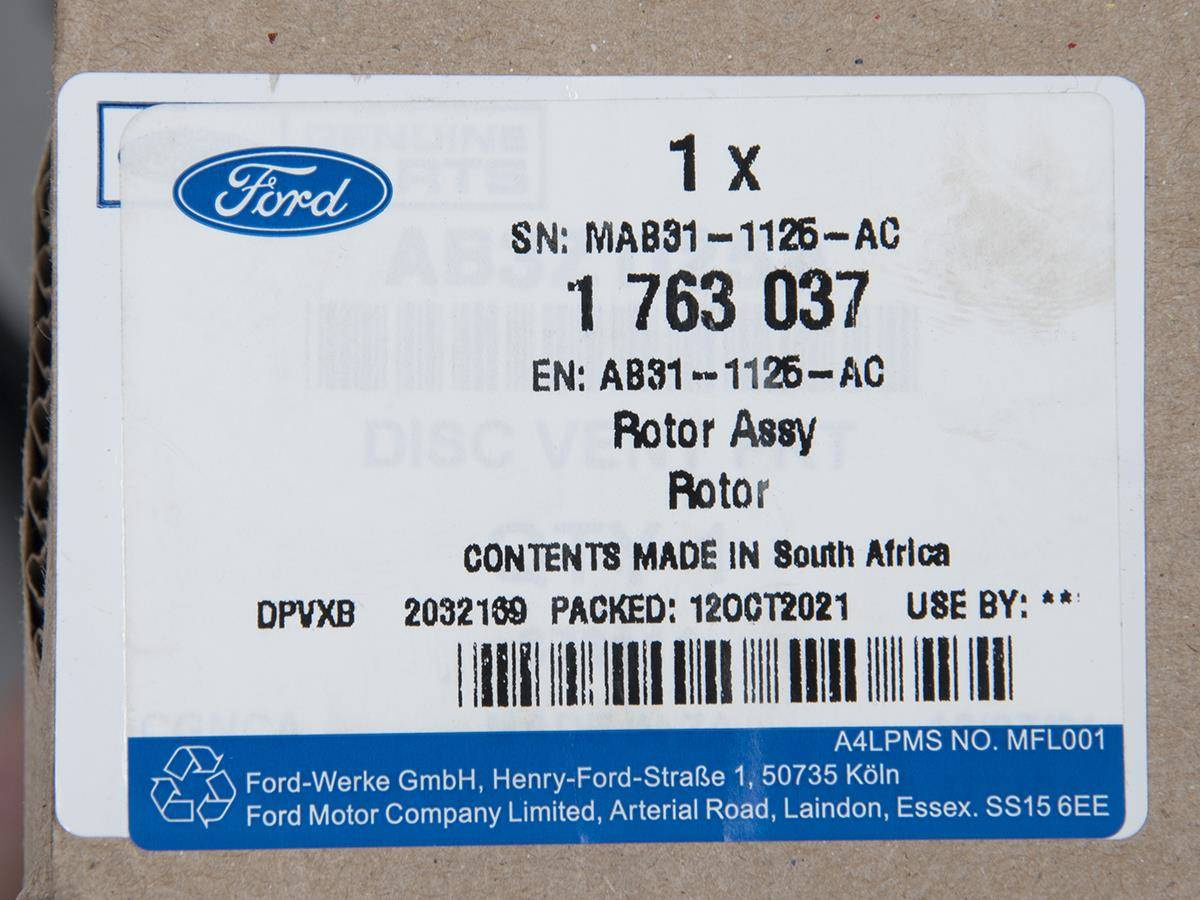 Ford
1 x
SN: MAB31-1125-AC
1 763 037
EN: AB31-1125-AC
Rotor Assy
Rotor
CONTENTS MADE IN South Africa
DPVXB 2032169 PACKED: 12OCT2021 USE BY: **
A4LPMS NO. MFL001
Ford-Werke GmbH, Henry-Ford-Straße 1, 50735 Köln
Ford Motor Company Limited, Arterial Road, Laindon, Essex. SS15 6EE